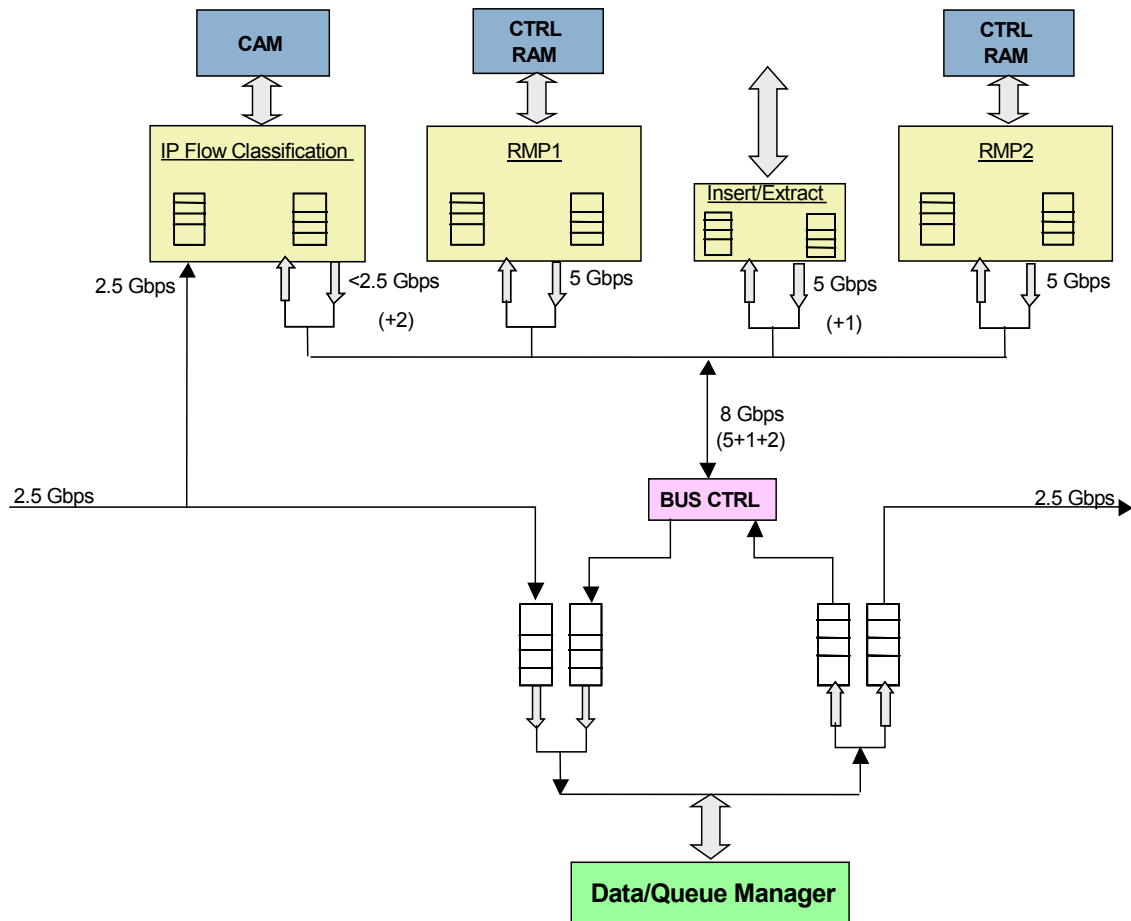 CAM
CTRL
RAM
CTRL
RAM
IP Flow Classification
RMP1
Insert/Extract
RMP2
2.5 Gbps
<2.5 Gbps
(+2)
5 Gbps
5 Gbps
(+1)
5 Gbps
8 Gbps
(5+1+2)
2.5 Gbps
BUS CTRL
2.5 Gbps
Data/Queue Manager